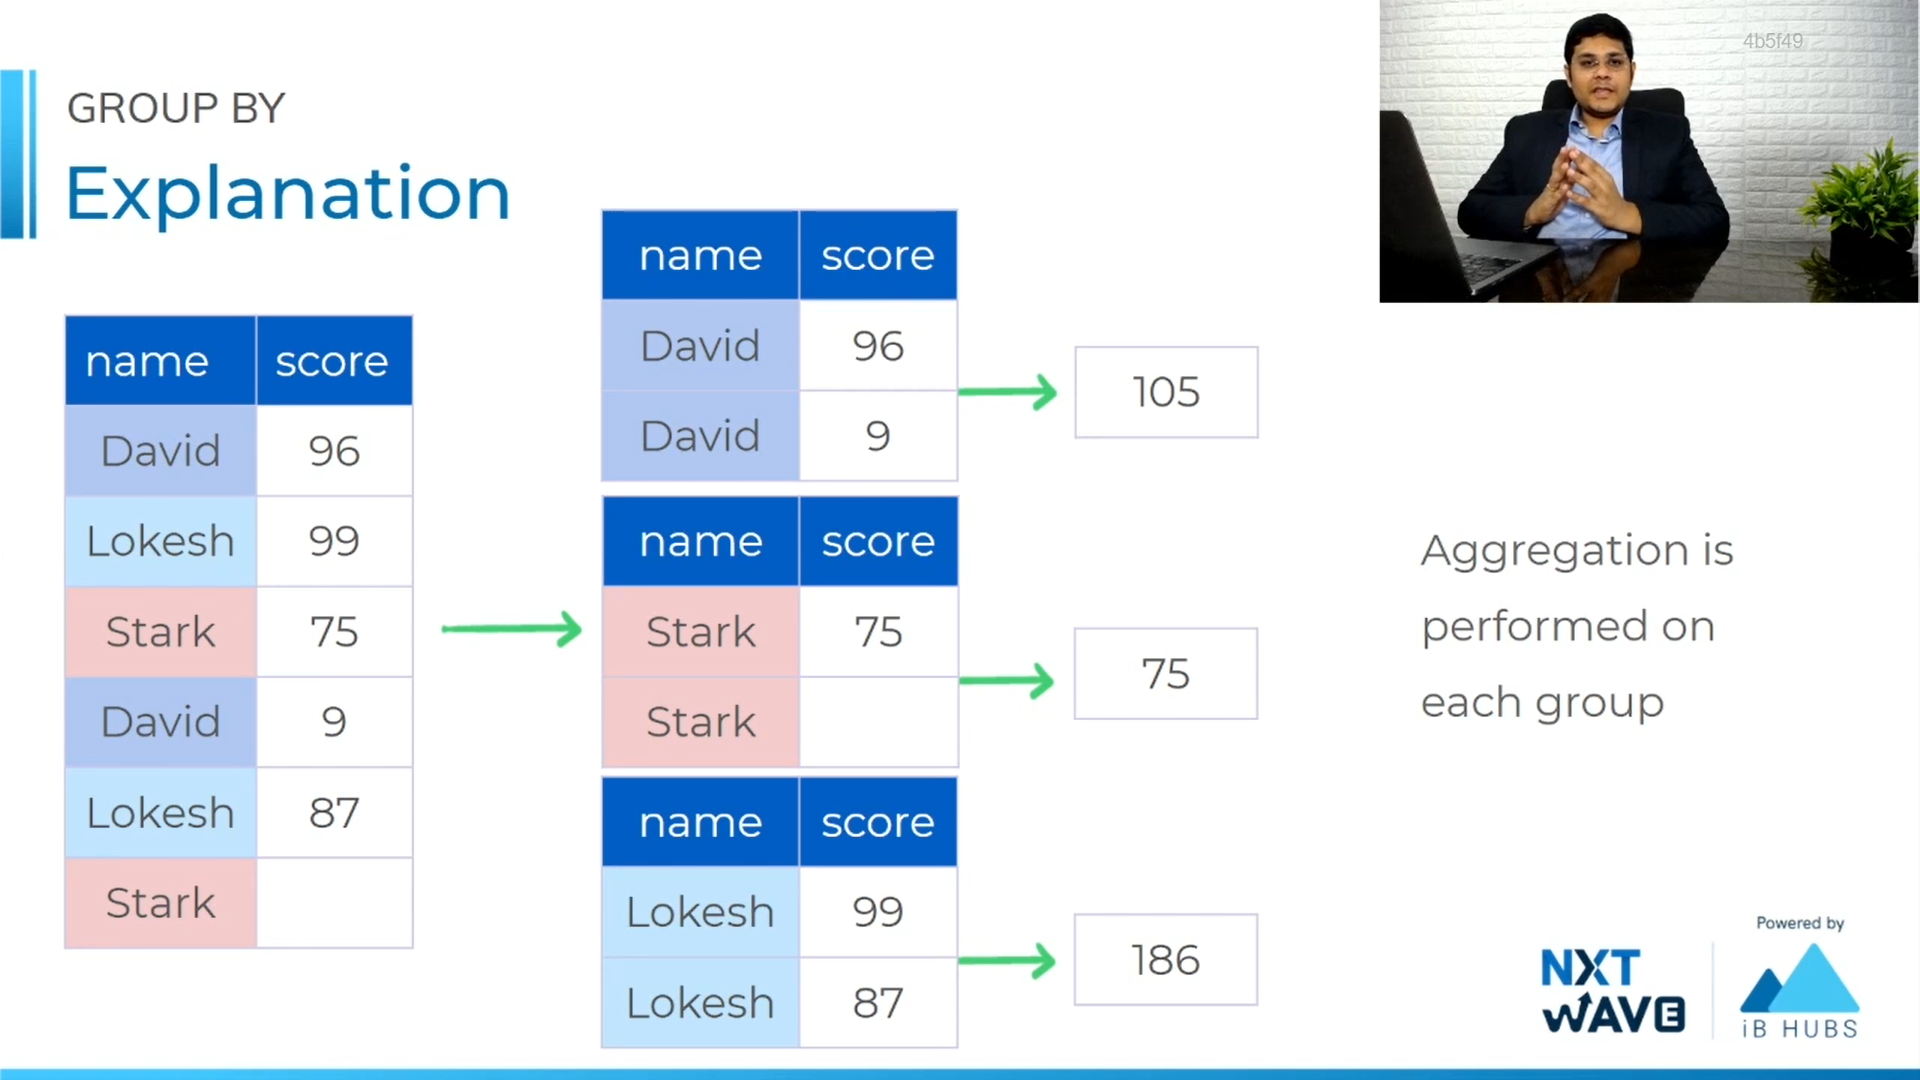 GROUP BY
Explanation
name score
David 96
Lokesh 99
Stark 75
David 9
Lokesh 87
Stark
name score
David 96
David 9
105
name score
Stark 75
Stark
75
name score
Lokesh 99
Lokesh 87
186
Aggregation is
performed on
each group
4b5f49
NXT
WAVE
Powered by
iB HUBS